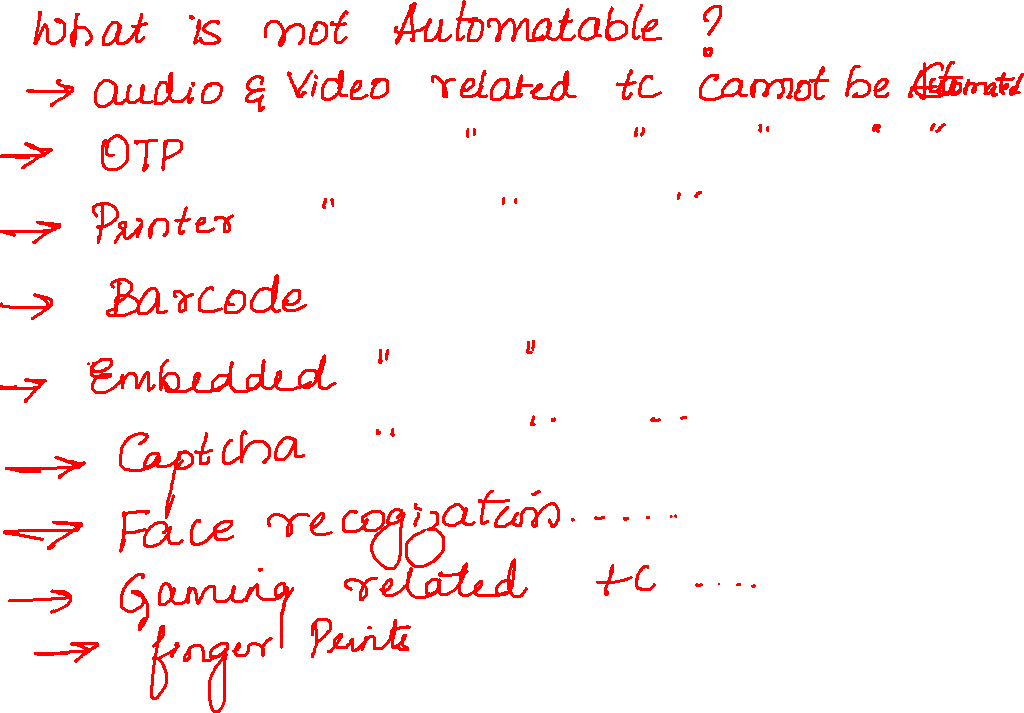 What is not Automatable ?
→ audio & Video related tc cannot be Automated
→ OTP " " " " "
→ Printer " " "
→ Barcode
→ Embedded " "
→ Captcha " " "
→ Face recogization.....
→ Gaming related tc ....
→ finger Peints